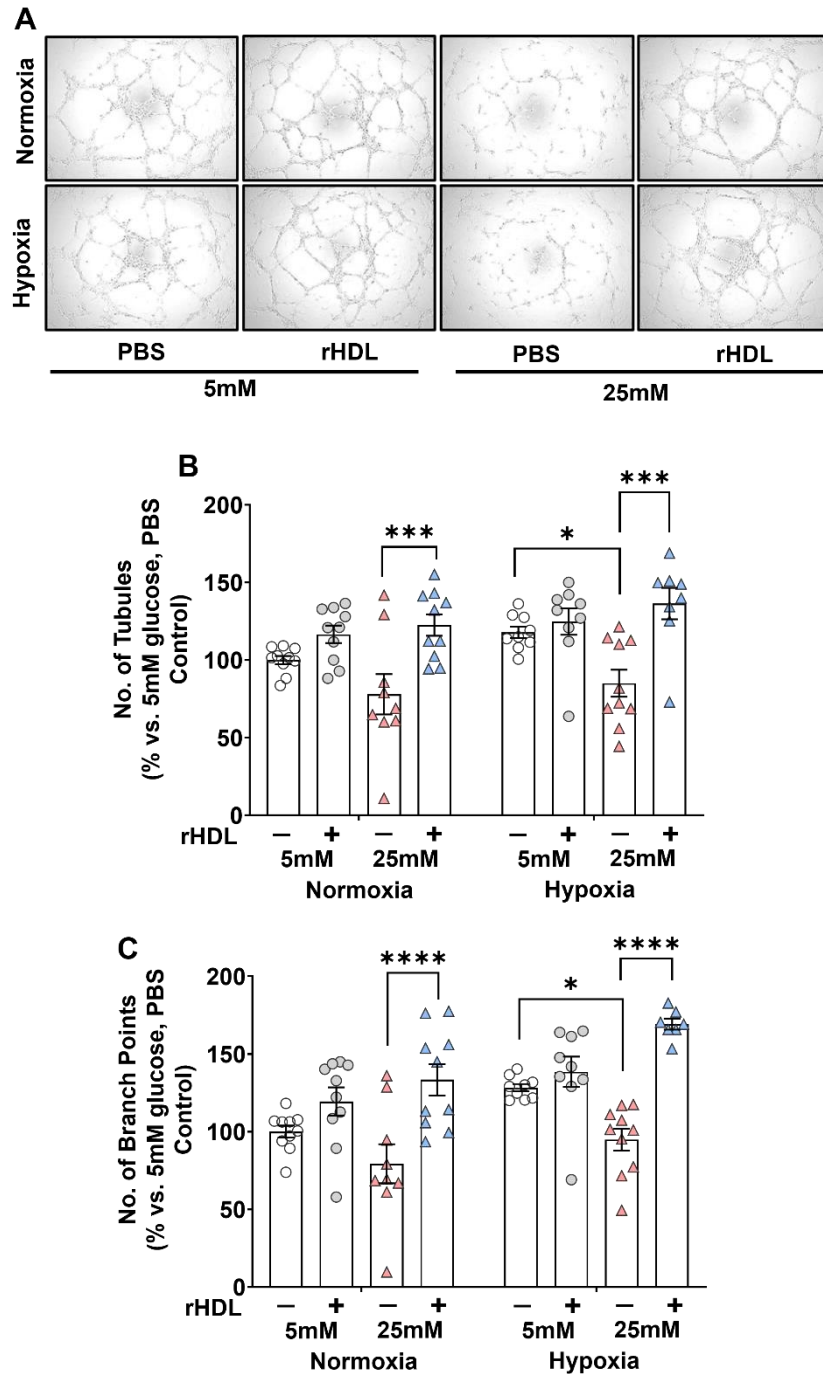 A
Normoxia
Hypoxia
PBS rHDL PBS rHDL
5mM 25mM
B
No. of Tubules
(% vs. 5mM glucose, PBS
Control)
200
150
100
50
0
***
*
***
rHDL − + − + − + − +
5mM 25mM 5mM 25mM
Normoxia Hypoxia
C
No. of Branch Points
(% vs. 5mM glucose, PBS
Control)
200
150
100
50
0
****
*
****
rHDL − + − + − + − +
5mM 25mM 5mM 25mM
Normoxia Hypoxia